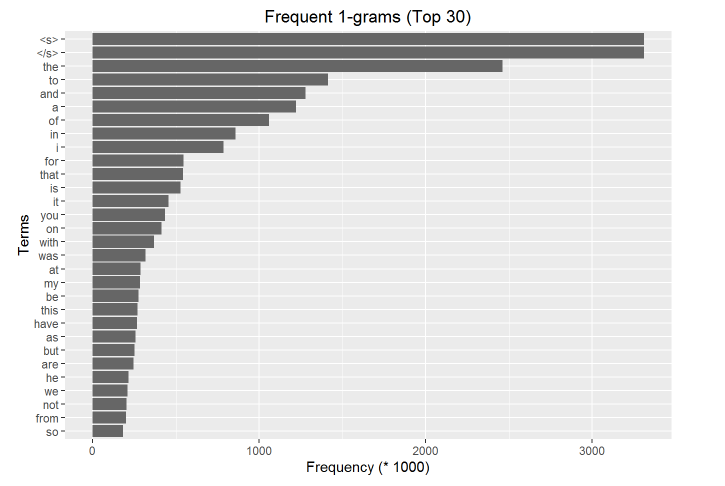 Frequent 1-grams (Top 30)
<s>
</s>
the
to
and
a
of
in
i
for
that
is
it
you
on
with
was
at
my
be
this
have
as
but
are
he
we
not
from
so
Terms
0 1000 2000 3000
Frequency (* 1000)